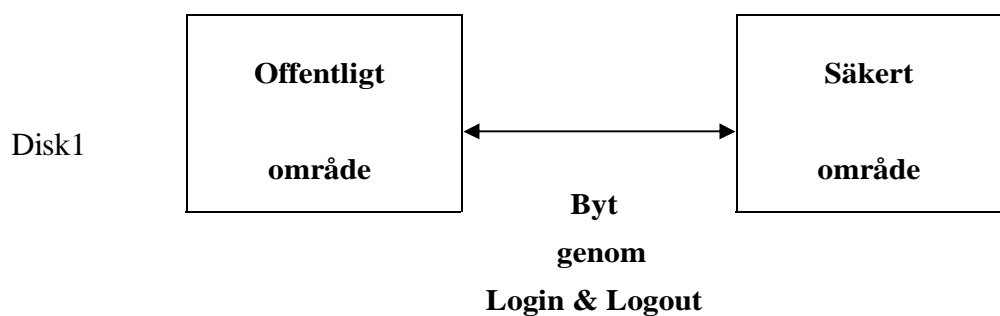 Disk1
Offentligt
område
Säkert
område
Byt
genom
Login & Logout